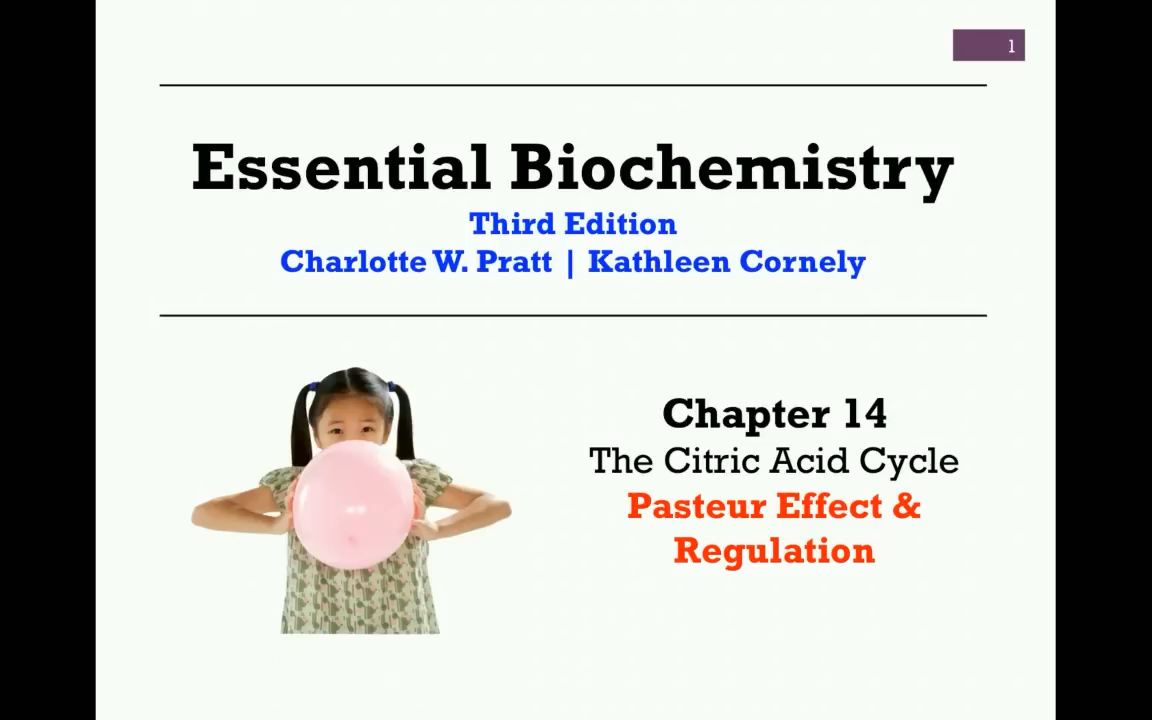 1
Essential Biochemistry
Third Edition
Charlotte W. Pratt | Kathleen Cornely
Chapter 14
The Citric Acid Cycle
Pasteur Effect &
Regulation